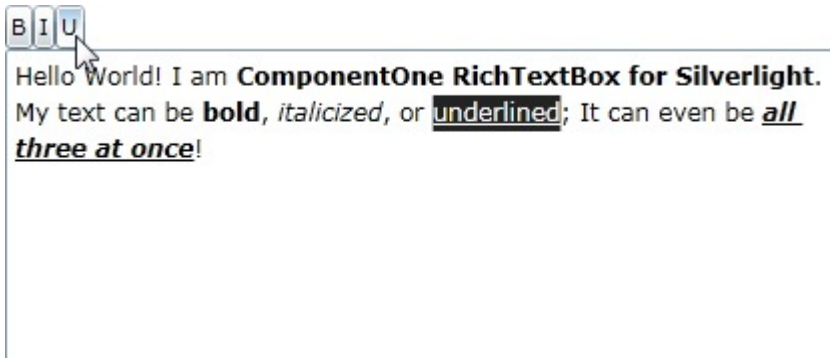 B I U
Hello World! I am ComponentOne RichTextBox for Silverlight.
My text can be bold, italicized, or underlined; It can even be all
three at once!